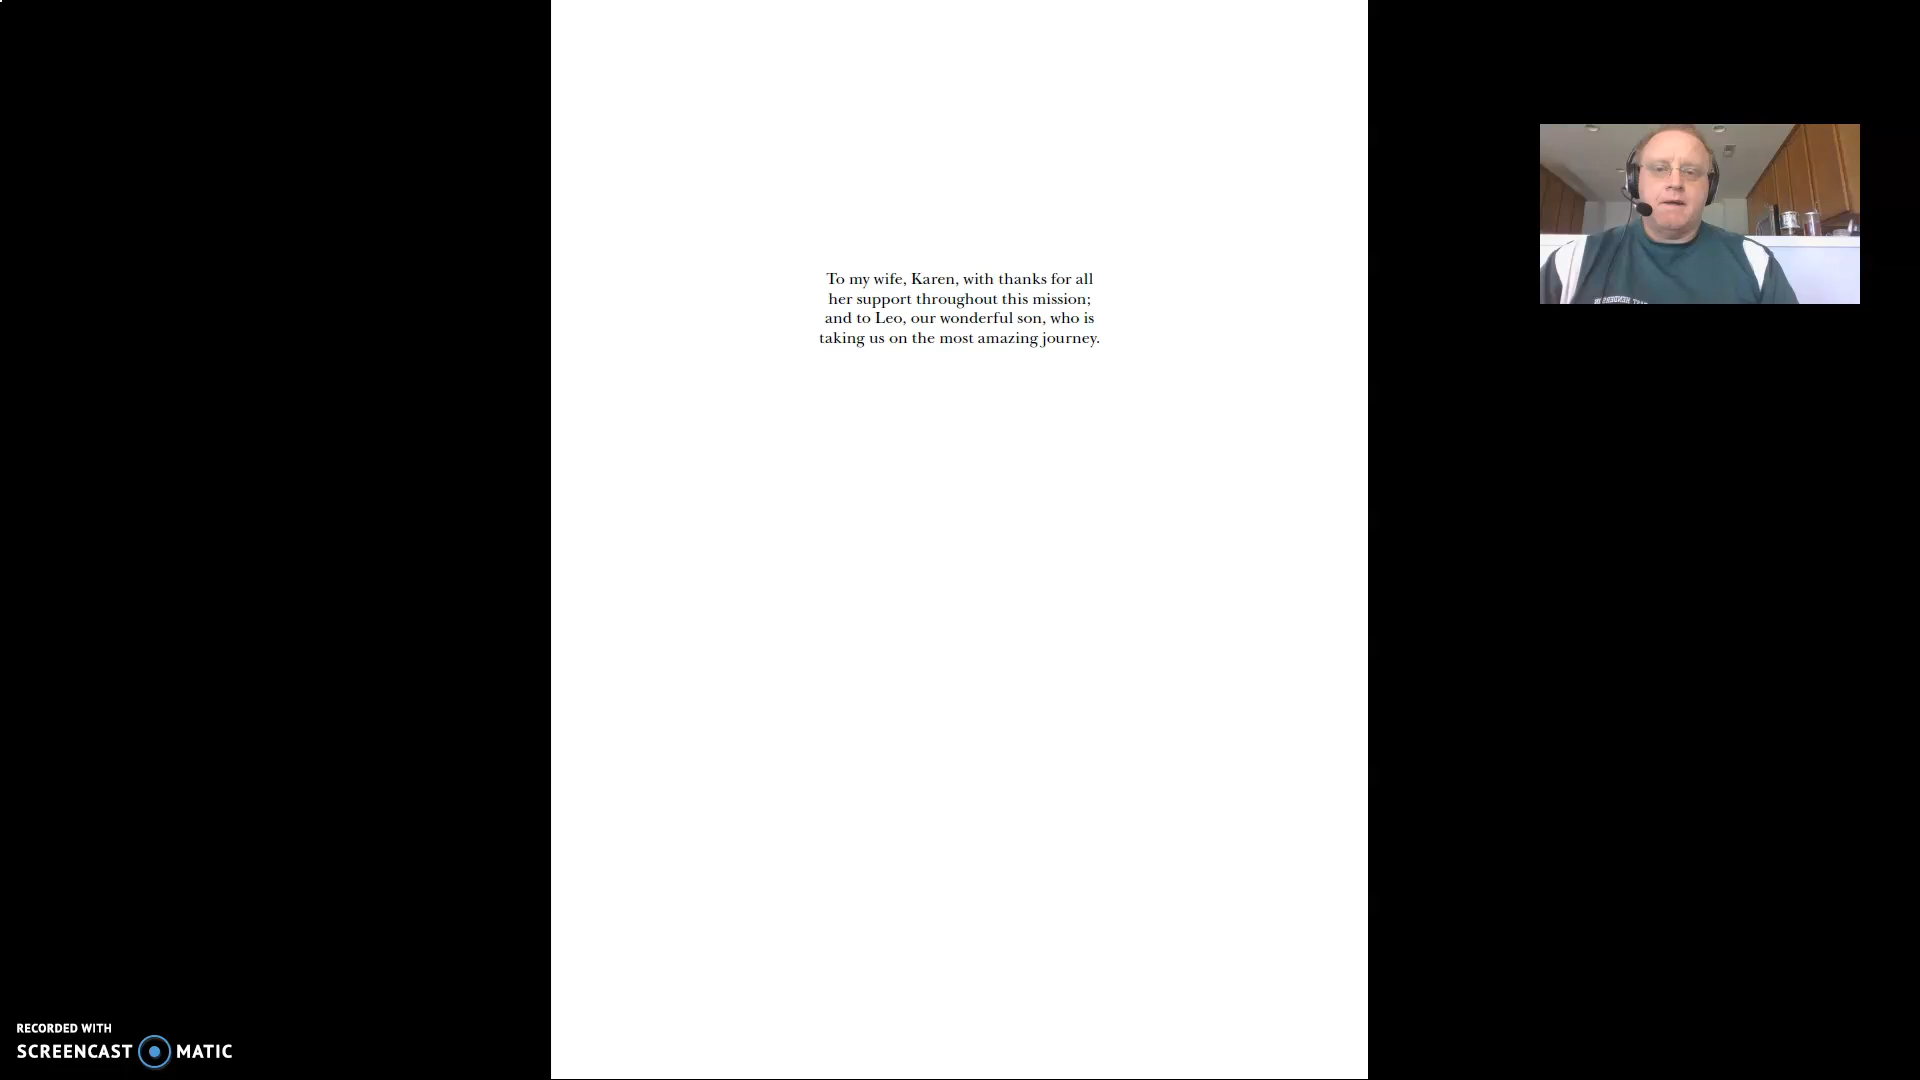 To my wife, Karen, with thanks for all
her support throughout this mission;
and to Leo, our wonderful son, who is
taking us on the most amazing journey.
RECORDED WITH
SCREENCAST MATIC